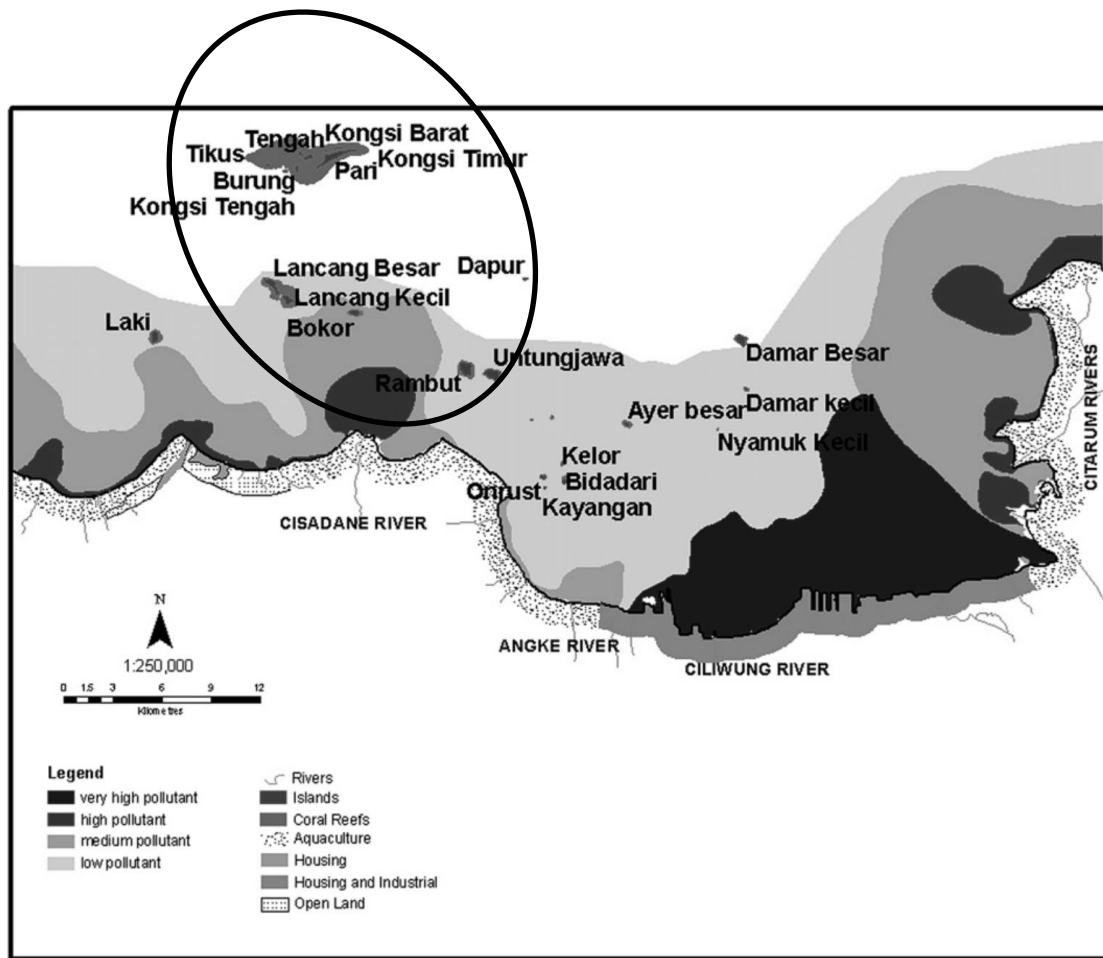 Tengah
Kongsi Barat
Tikus
Kongsi Timur
Burung
Pari
Kongsi Tengah
Lancang Besar
Dapur
Lancang Kecil
Laki
Bokor
Untungjawa
Damar Besar
Rambut
Ayer besar
Damar kecil
Nyamuk Kecil
Kelor
Bidadari
Onrust
Kayangan
CITARUM RIVERS
CISADANE RIVER
ANGKE RIVER
CILIWUNG RIVER
N
1:250,000
0 1.5 3 6 9 12
Kilometres
Legend
very high pollutant
high pollutant
medium pollutant
low pollutant
Rivers
Islands
Coral Reefs
Aquaculture
Housing
Housing and Industrial
Open Land